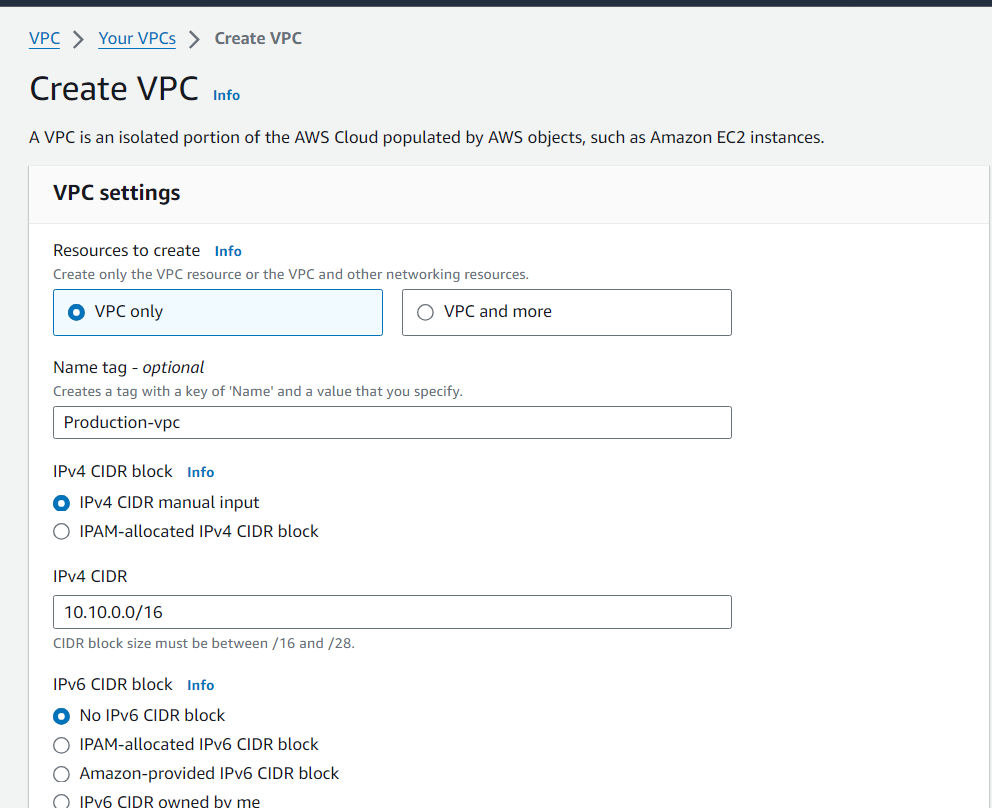 VPC > Your VPCs > Create VPC
Create VPC Info
A VPC is an isolated portion of the AWS Cloud populated by AWS objects, such as Amazon EC2 instances.
VPC settings
Resources to create Info
Create only the VPC resource or the VPC and other networking resources.
VPC only
VPC and more
Name tag - optional
Creates a tag with a key of 'Name' and a value that you specify.
Production-vpc
IPv4 CIDR block Info
IPv4 CIDR manual input
IPAM-allocated IPv4 CIDR block
IPv4 CIDR
10.10.0.0/16
CIDR block size must be between /16 and /28.
IPv6 CIDR block Info
No IPv6 CIDR block
IPAM-allocated IPv6 CIDR block
Amazon-provided IPv6 CIDR block
IPv6 CIDR owned by me